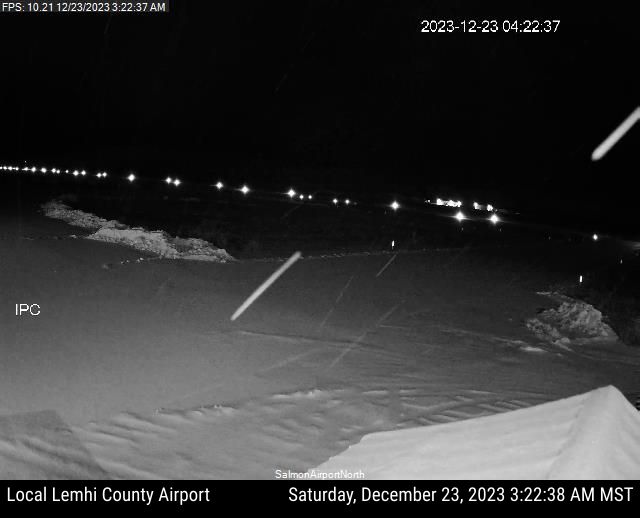 FPS: 10.21 12/23/2023 3:22:37 AM
2023-12-23 04:22:37
IPC
SalmonAirportNorth
Local Lemhi County Airport Saturday, December 23, 2023 3:22:38 AM MST